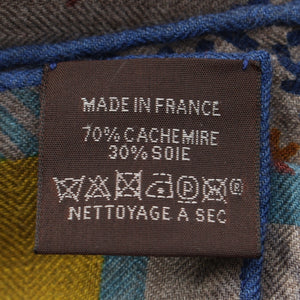 MADE IN FRANCE
70% CACHEMIRE
30% SOIE
P
NETTOYAGE A SEC